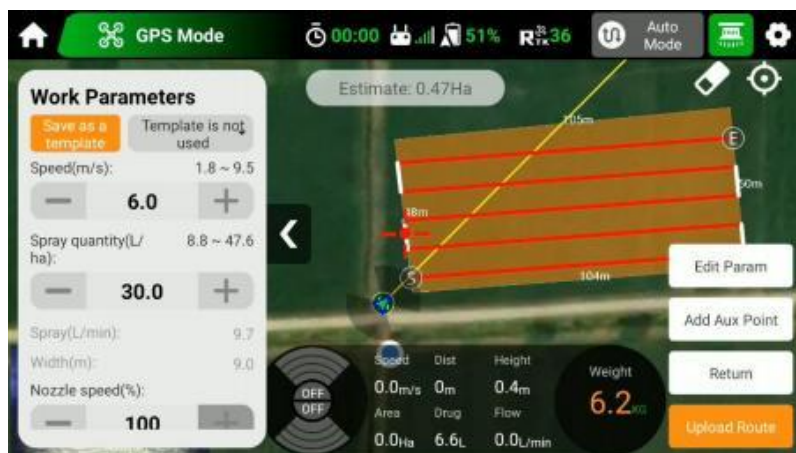 GPS Mode
00:00
51%
R TK 36
Auto
Mode
Work Parameters
Save as a
template
Template is not
used
Speed(m/s):
1.8 ~ 9.5
6.0
Spray quantity(L/
ha):
8.8 ~ 47.6
30.0
Spray(L/min):
9.7
Width(m):
9.0
Nozzle speed(%):
100
Estimate: 0.47Ha
105m
E
18m
S
104m
Edit Param
Add Aux Point
Return
Upload Route
OFF
OFF
Speed
Dist
Height
0.0m/s
0m
0.4m
Area
Drug
Flow
0.0Ha
6.6L
0.0L/min
Weight
6.2KG